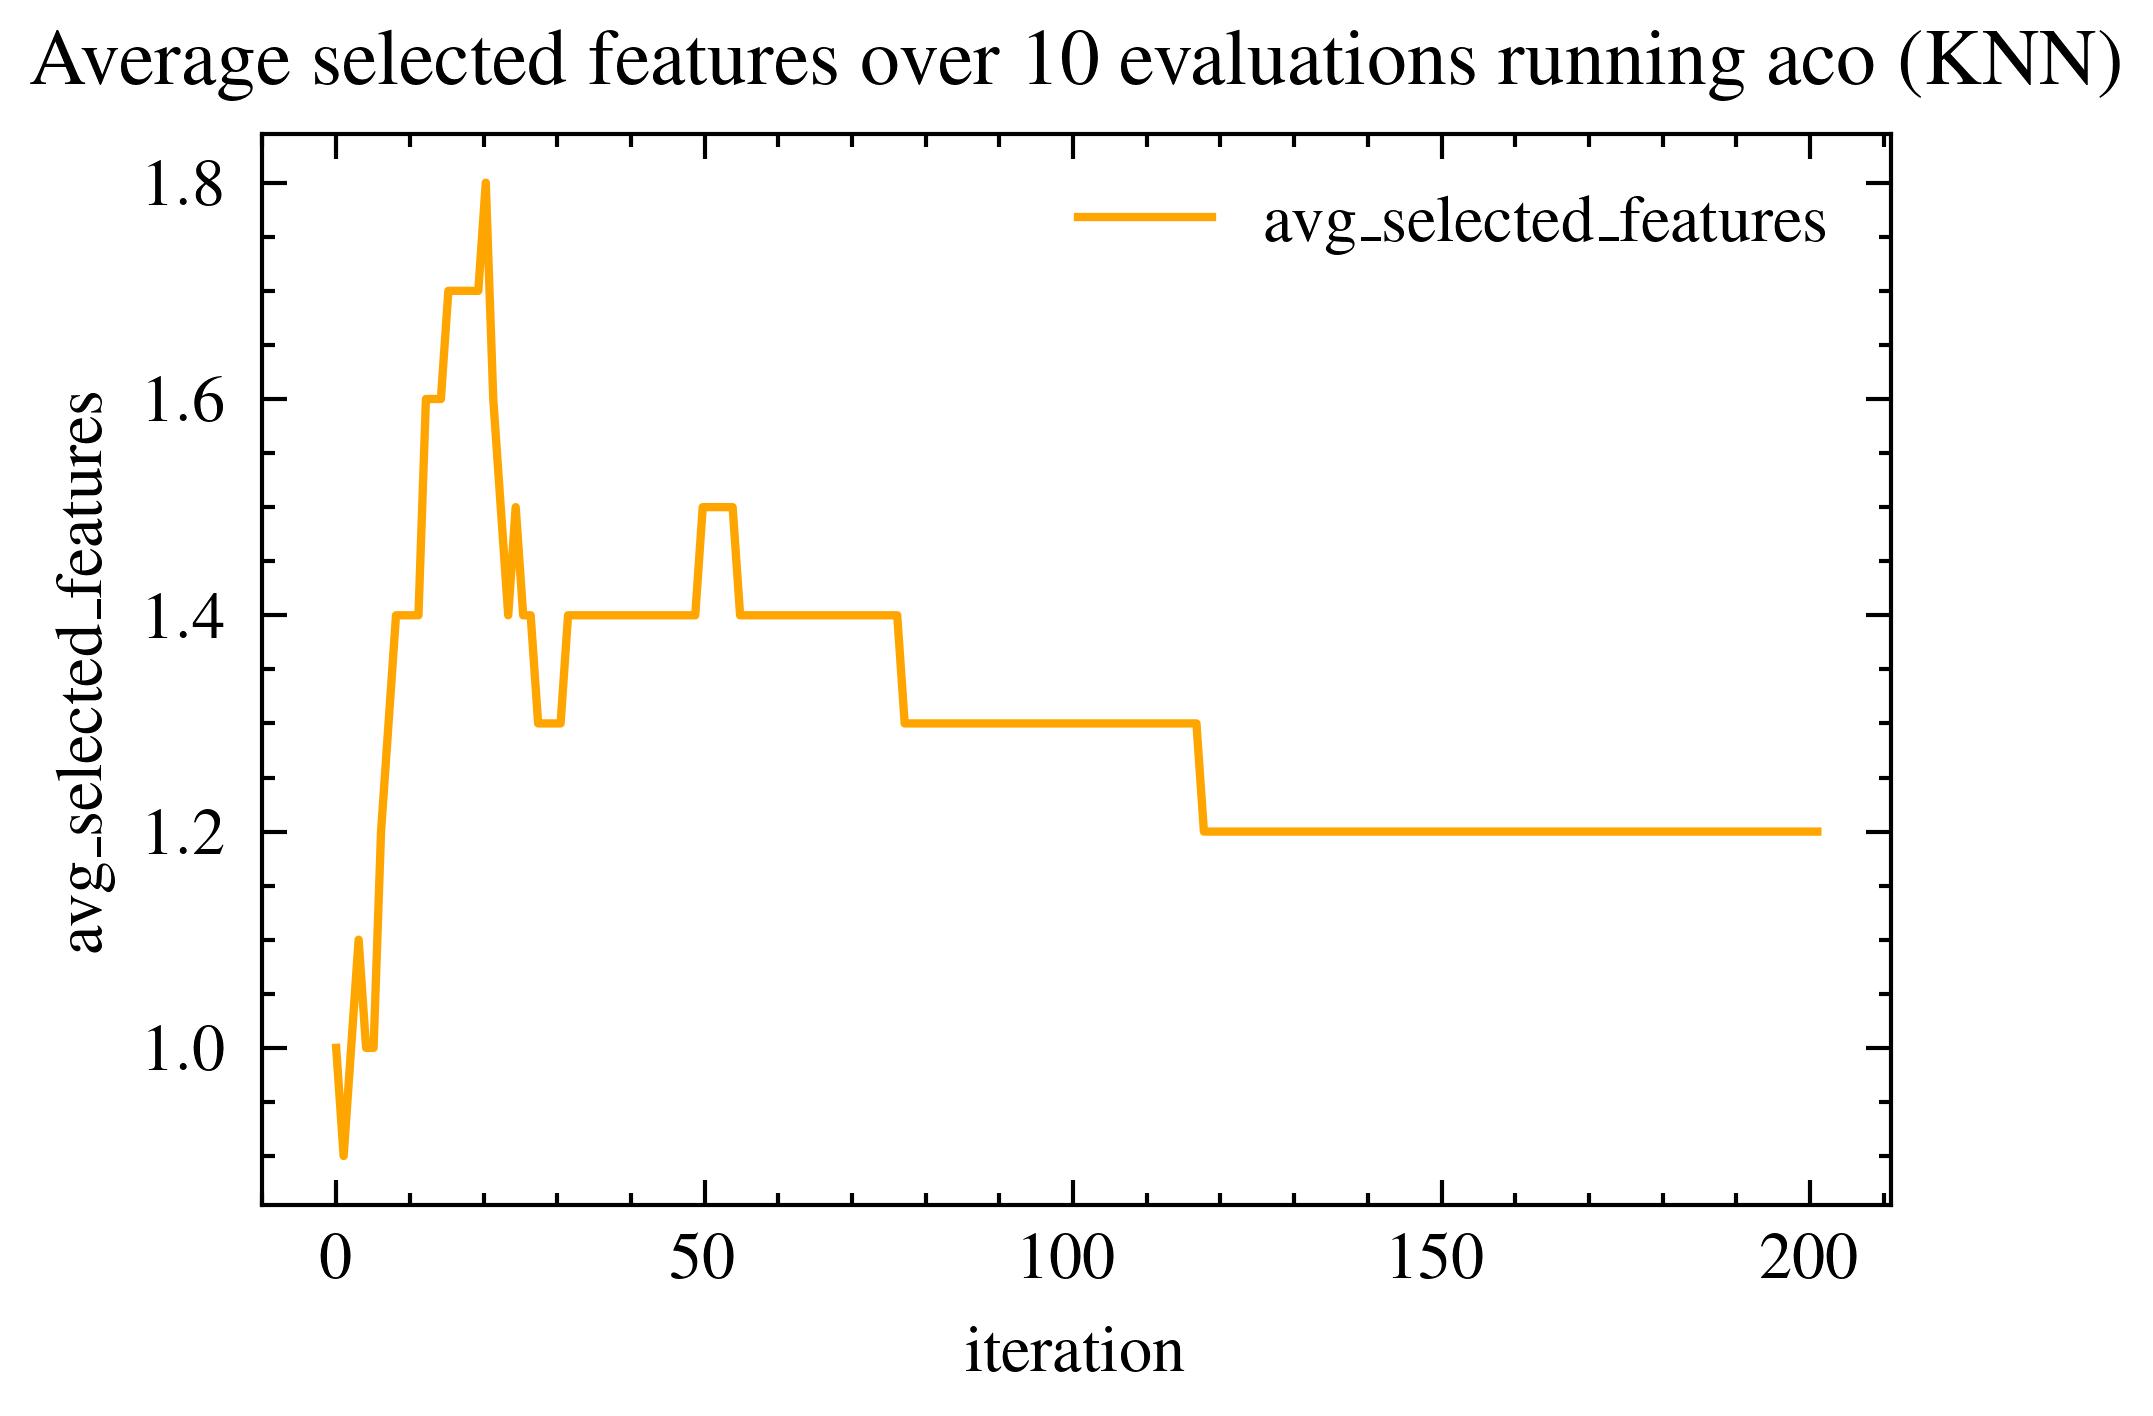 Average selected features over 10 evaluations running aco (KNN)
avg_selected_features
1.8
1.6
1.4
1.2
1.0
avg_selected_features
0 50 100 150 200
iteration